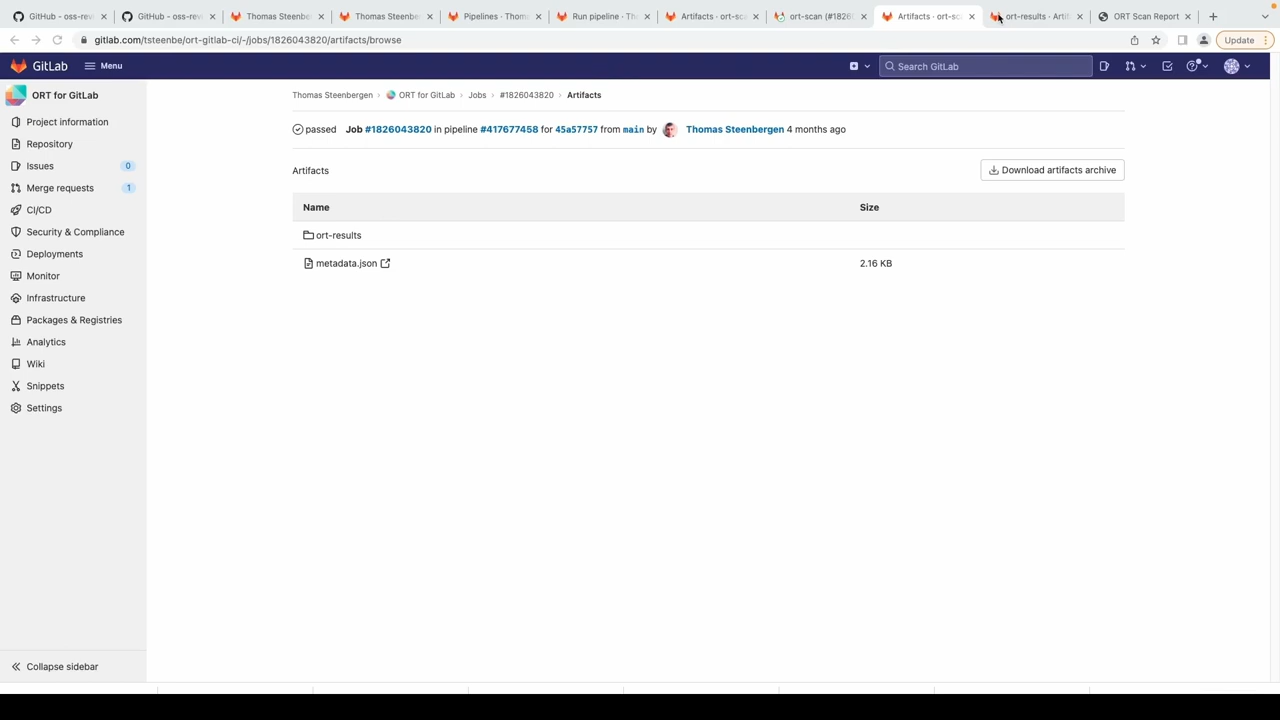 GitHub - oss-rev
GitHub - oss-rev
Thomas Steenber
Thomas Steenbe
Pipelines · Thom
Run pipeline · Th
Artifacts · ort-sca
ort-scan (#1826
Artifacts · ort-sc
ort-results · Artif
ORT Scan Report
gitlab.com/tsteenbe/ort-gitlab-ci/-/jobs/1826043820/artifacts/browse
Update
GitLab
Menu
Search GitLab
ORT for GitLab
Project information
Repository
Issues 0
Merge requests 1
CI/CD
Security & Compliance
Deployments
Monitor
Infrastructure
Packages & Registries
Analytics
Wiki
Snippets
Settings
Collapse sidebar
Thomas Steenbergen › ORT for GitLab › Jobs › #1826043820 › Artifacts
passed Job #1826043820 in pipeline #417677458 for 45a57757 from main by Thomas Steenbergen 4 months ago
Artifacts
Download artifacts archive
Name Size
ort-results
metadata.json 2.16 KB